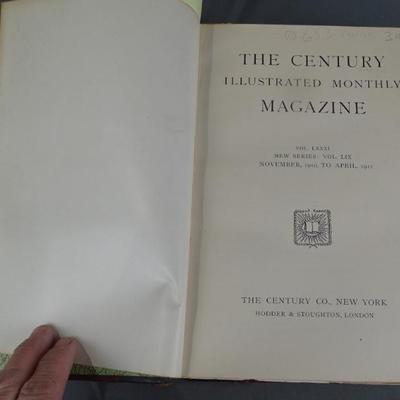 THE CENTURY
ILLUSTRATED MONTHLY
MAGAZINE
VOL. LXXXI
NEW SERIES: VOL. LIX
NOVEMBER, 1910, TO APRIL, 1911
THE CENTURY CO., NEW YORK
HODDER & STOUGHTON, LONDON